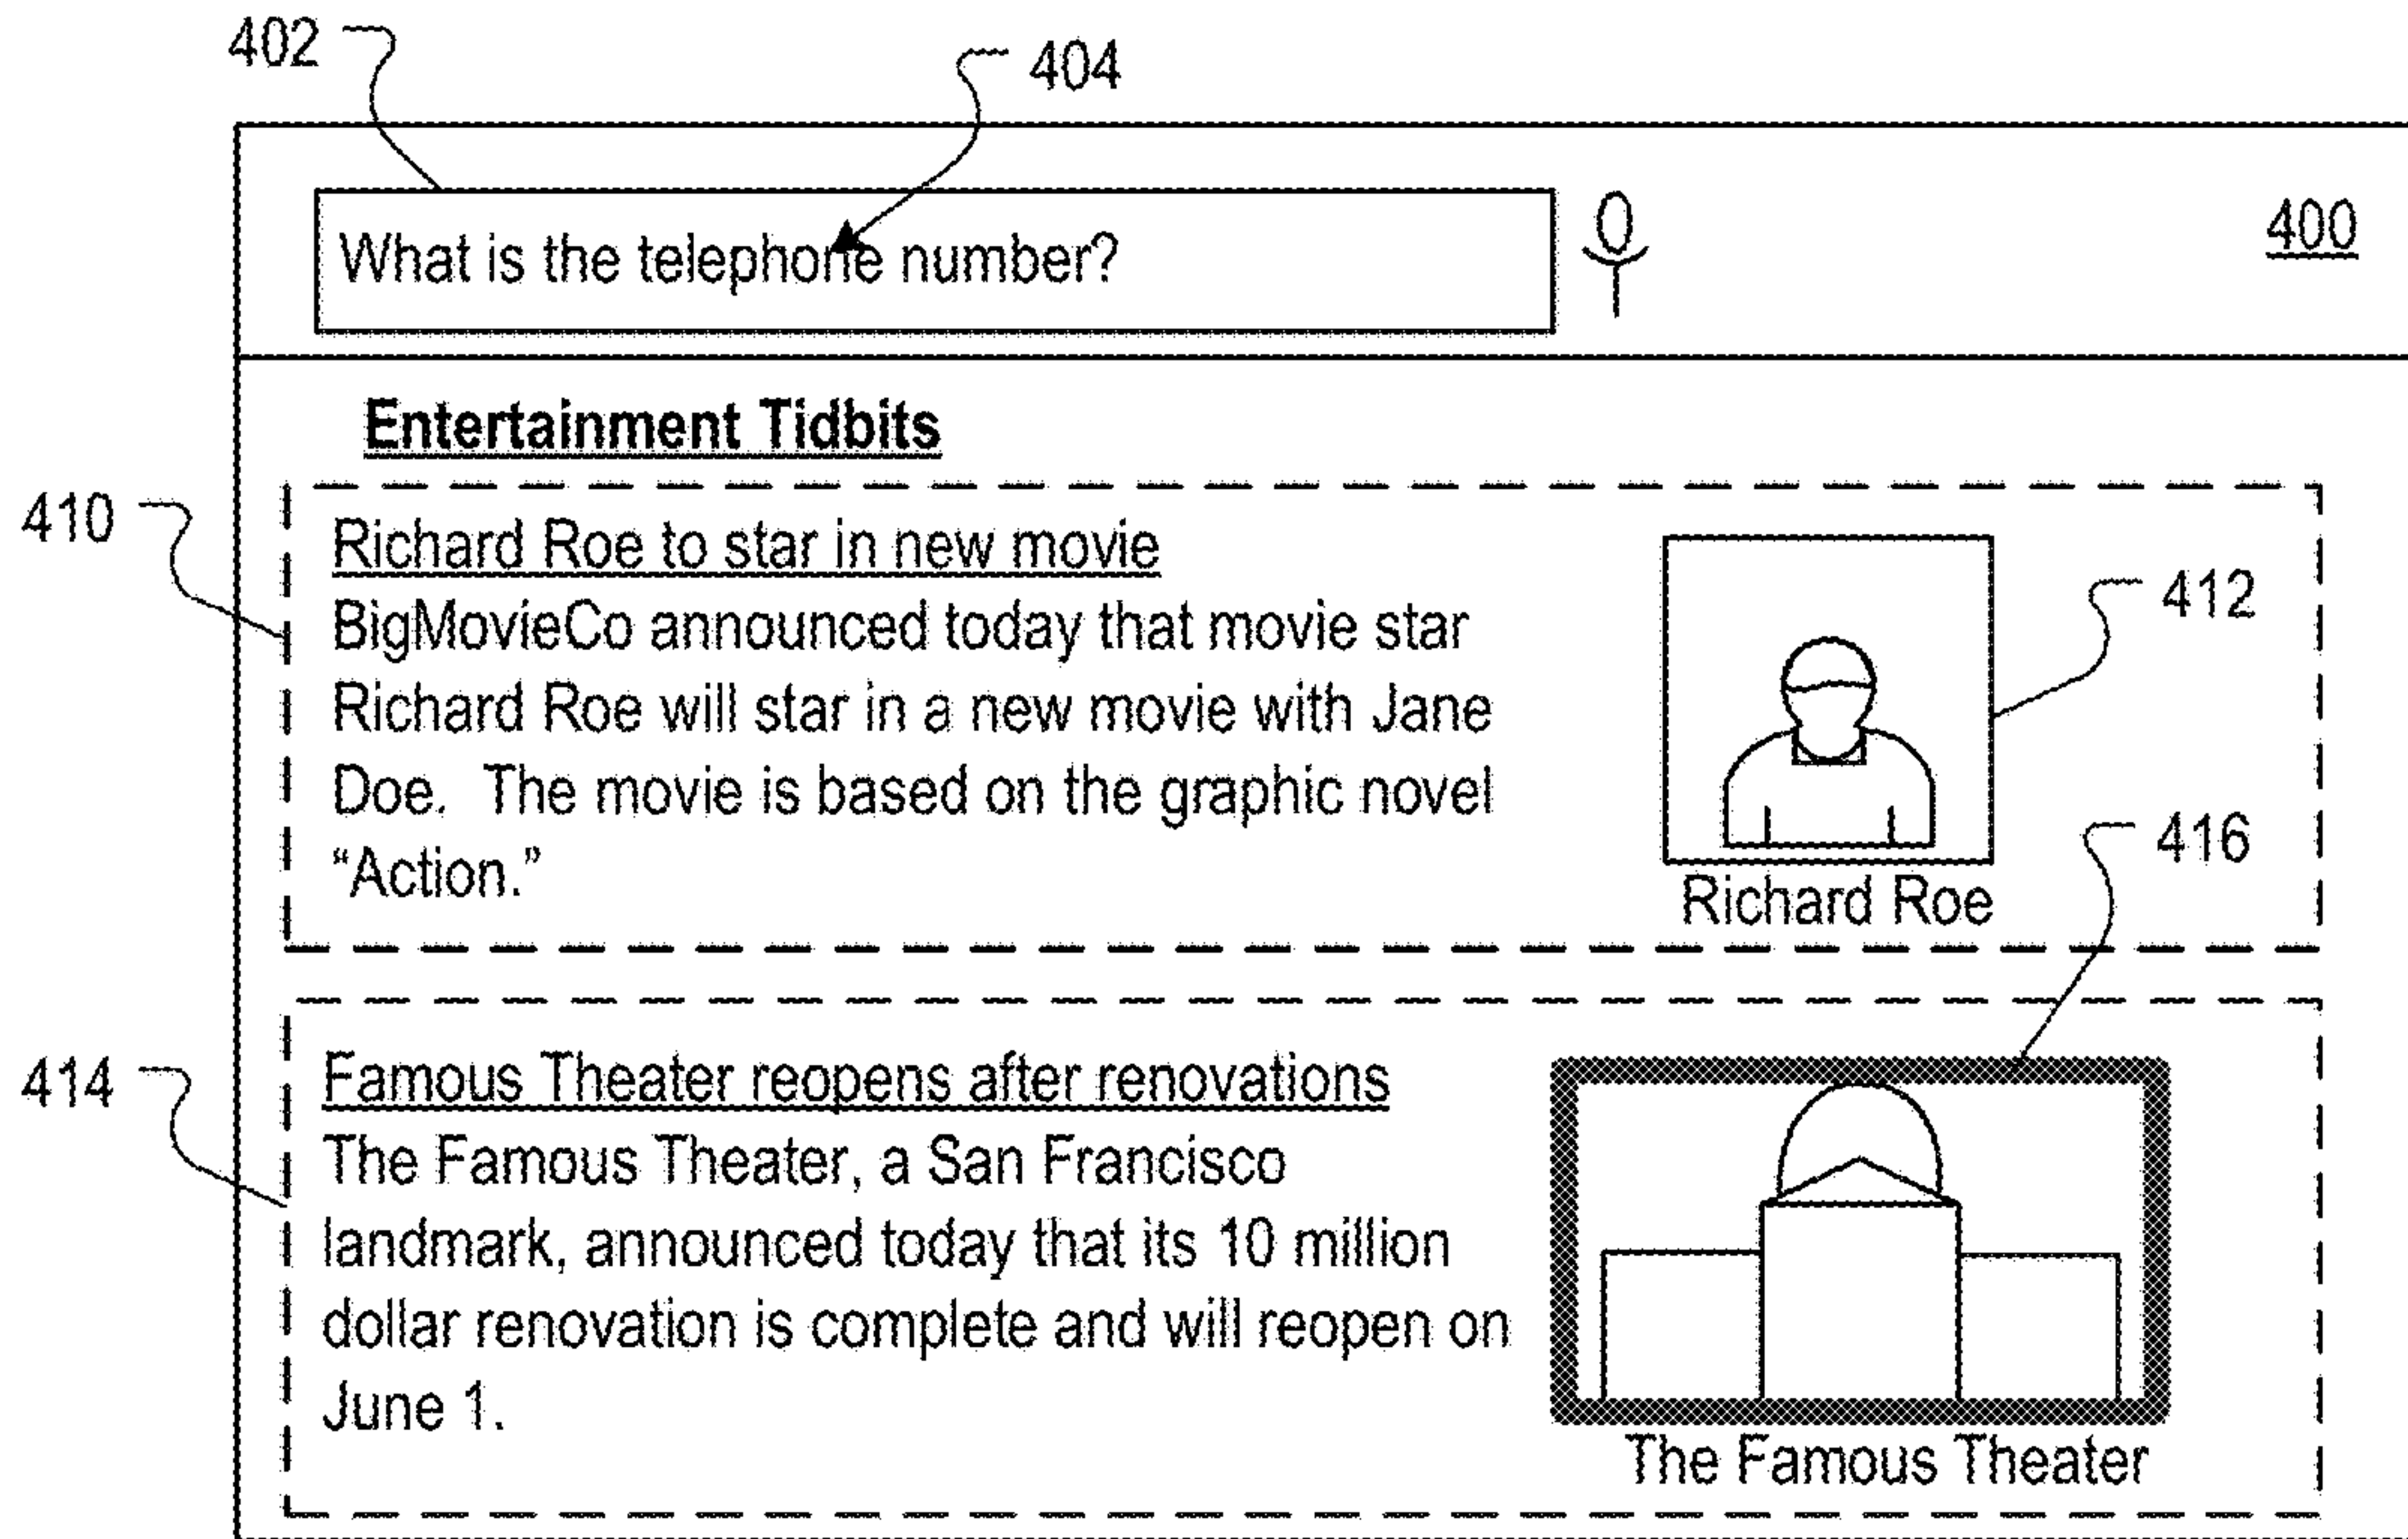 402
404
What is the telephone number?
400
Entertainment Tidbits
410
Richard Roe to star in new movie
BigMovieCo announced today that movie star
Richard Roe will star in a new movie with Jane
Doe. The movie is based on the graphic novel
“Action.”
412
Richard Roe
416
414
Famous Theater reopens after renovations
The Famous Theater, a San Francisco
landmark, announced today that its 10 million
dollar renovation is complete and will reopen on
June 1.
The Famous Theater